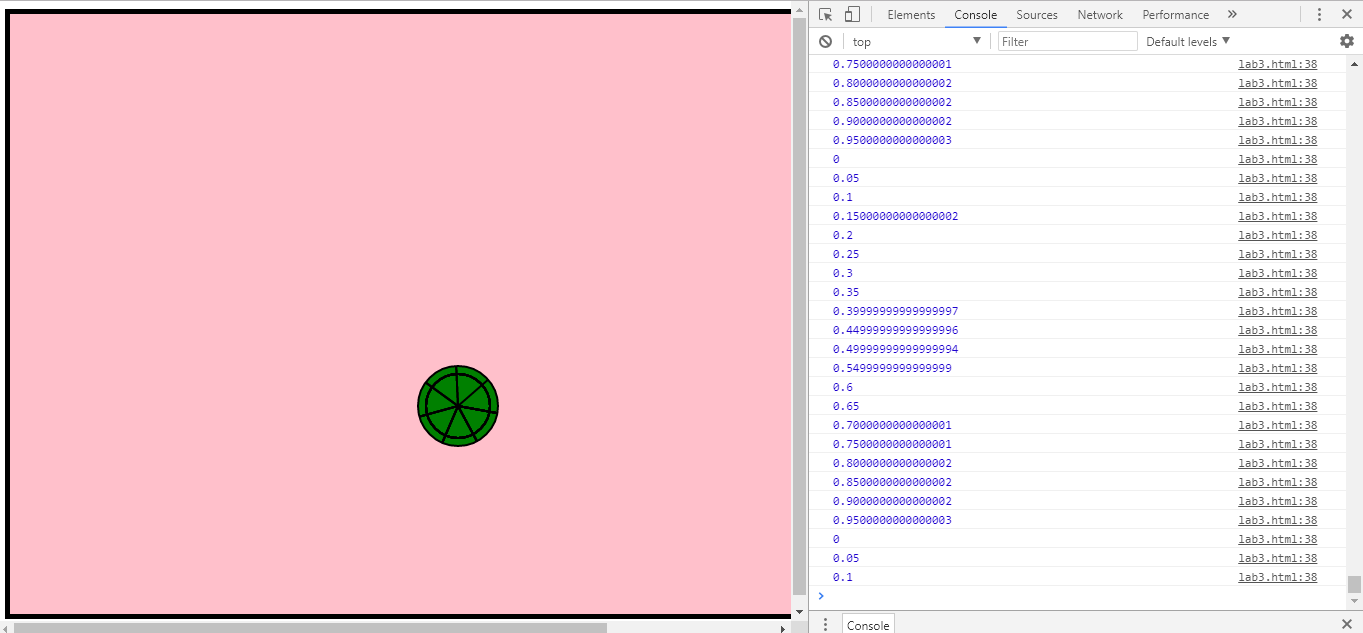 Elements Console Sources Network Performance »
top ▼ Filter Default levels ▼
0.7500000000000001 lab3.html:38
0.8000000000000002 lab3.html:38
0.8500000000000002 lab3.html:38
0.9000000000000002 lab3.html:38
0.9500000000000003 lab3.html:38
0 lab3.html:38
0.05 lab3.html:38
0.1 lab3.html:38
0.15000000000000002 lab3.html:38
0.2 lab3.html:38
0.25 lab3.html:38
0.3 lab3.html:38
0.35 lab3.html:38
0.39999999999999997 lab3.html:38
0.44999999999999996 lab3.html:38
0.49999999999999994 lab3.html:38
0.5499999999999999 lab3.html:38
0.6 lab3.html:38
0.65 lab3.html:38
0.7000000000000001 lab3.html:38
0.7500000000000001 lab3.html:38
0.8000000000000002 lab3.html:38
0.8500000000000002 lab3.html:38
0.9000000000000002 lab3.html:38
0.9500000000000003 lab3.html:38
0 lab3.html:38
0.05 lab3.html:38
0.1 lab3.html:38
>
Console